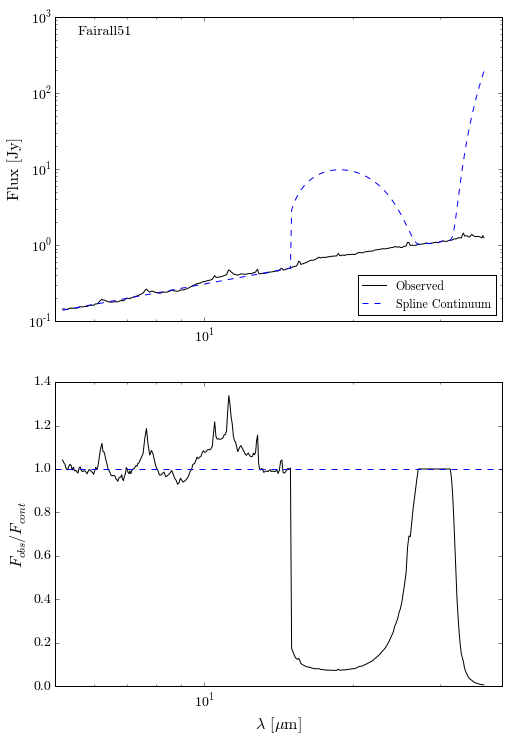 Fairall51
10^3
10^2
10^1
10^0
10^-1
Flux [Jy]
Observed
Spline Continuum
10^1
1.4
1.2
1.0
0.8
0.6
0.4
0.2
0.0
F_obs/F_cont
10^1
λ [μm]